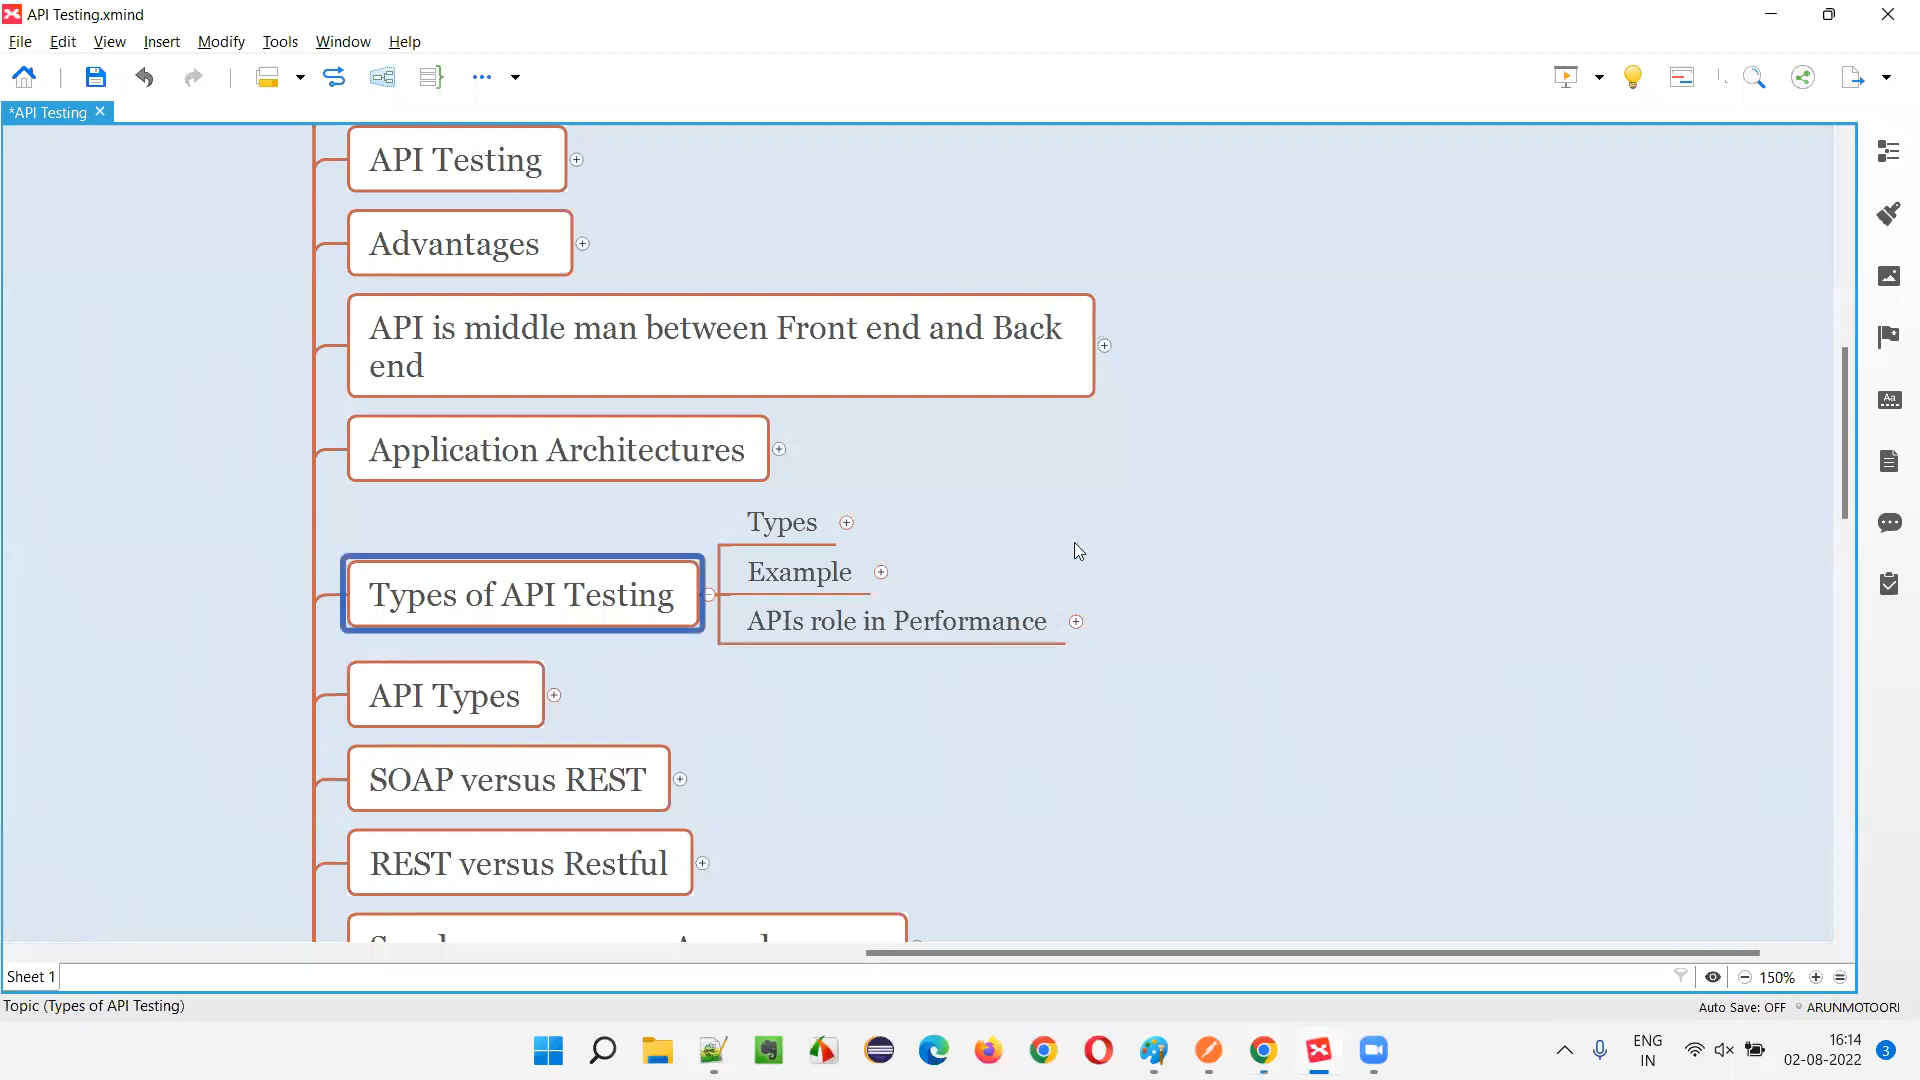 API Testing.xmind
File Edit View Insert Modify Tools Window Help
*API Testing
API Testing
Advantages
API is middle man between Front end and Back
end
Application Architectures
Types
Example
Types of API Testing
APIs role in Performance
API Types
SOAP versus REST
REST versus Restful
Sheet 1
150%
Topic (Types of API Testing)
Auto Save: OFF
ARUNMOTOORI
ENG
IN
16:14
02-08-2022
3